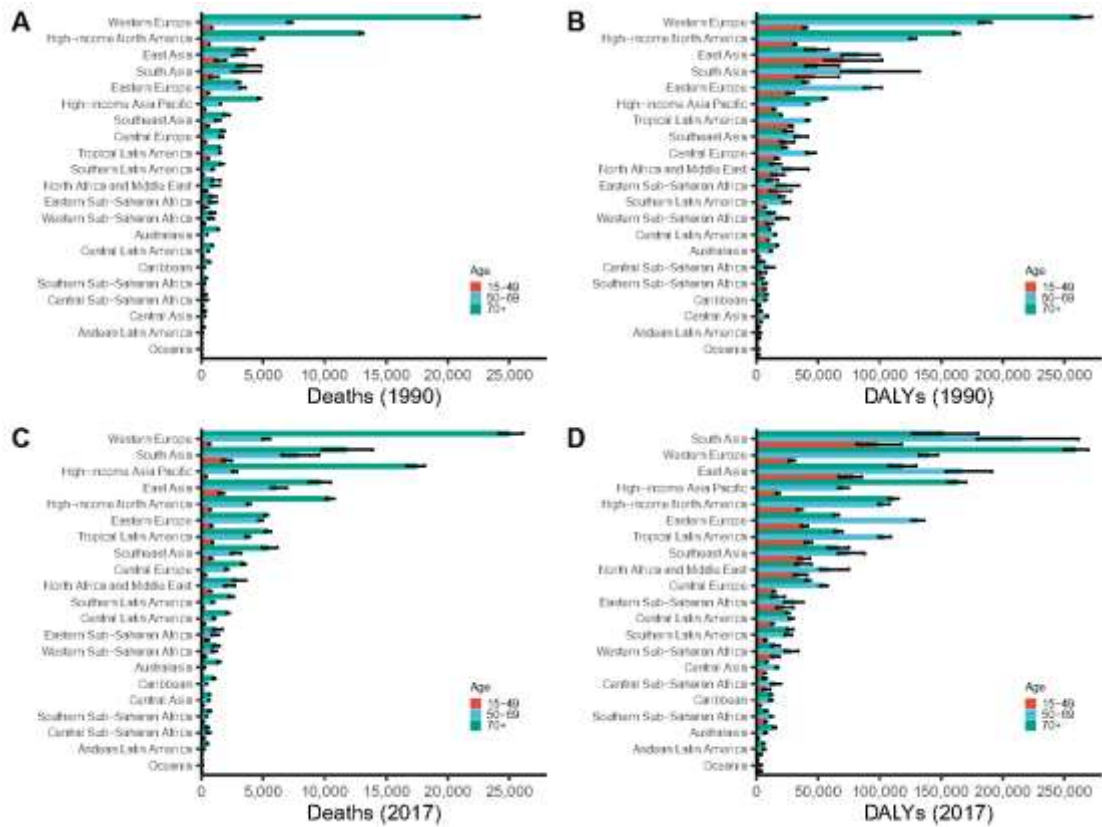 A
Western Europe
High-income North America
East Asia
South Asia
Eastern Europe
High-income Asia Pacific
Southeast Asia
Central Europe
Tropical Latin America
Southern Latin America
North Africa and Middle East
Eastern Sub-Saharan Africa
Western Sub-Saharan Africa
Australasia
Central Latin America
Caribbean
Southern Sub-Saharan Africa
Central Sub-Saharan Africa
Central Asia
Andean Latin America
Oceania
Age
15-49
50-69
70+
0 5,000 10,000 15,000 20,000 25,000
Deaths (1990)
B
Western Europe
High-income North America
East Asia
South Asia
Eastern Europe
High-income Asia Pacific
Tropical Latin America
Southeast Asia
Central Europe
North Africa and Middle East
Eastern Sub-Saharan Africa
Southern Latin America
Western Sub-Saharan Africa
Central Latin America
Australasia
Central Sub-Saharan Africa
Southern Sub-Saharan Africa
Caribbean
Central Asia
Andean Latin America
Oceania
Age
15-49
50-69
70+
0 50,000 100,000 150,000 200,000 250,000
DALYs (1990)
C
Western Europe
South Asia
High-income Asia Pacific
East Asia
High-income North America
Eastern Europe
Tropical Latin America
Southeast Asia
Central Europe
North Africa and Middle East
Southern Latin America
Central Latin America
Eastern Sub-Saharan Africa
Western Sub-Saharan Africa
Australasia
Caribbean
Central Asia
Southern Sub-Saharan Africa
Central Sub-Saharan Africa
Andean Latin America
Oceania
Age
15-49
50-69
70+
0 5,000 10,000 15,000 20,000 25,000
Deaths (2017)
D
South Asia
Western Europe
East Asia
High-income Asia Pacific
High-income North America
Eastern Europe
Tropical Latin America
Southeast Asia
North Africa and Middle East
Central Europe
Eastern Sub-Saharan Africa
Central Latin America
Southern Latin America
Western Sub-Saharan Africa
Central Asia
Central Sub-Saharan Africa
Caribbean
Southern Sub-Saharan Africa
Australasia
Andean Latin America
Oceania
Age
15-49
50-69
70+
0 50,000 100,000 150,000 200,000 250,000
DALYs (2017)